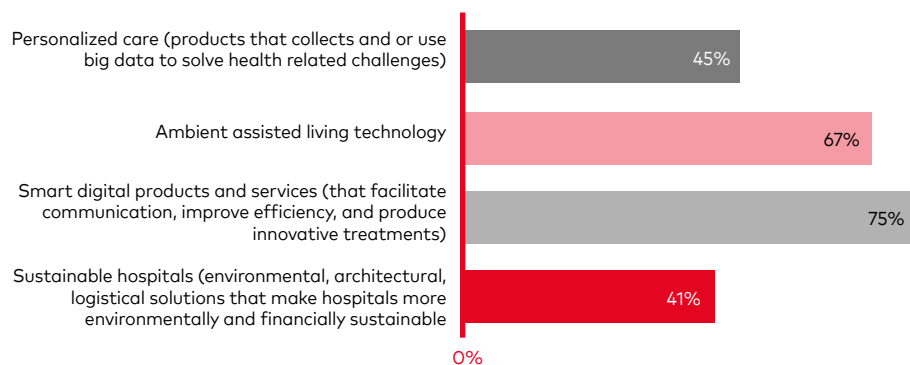 Personalized care (products that collects and or use
big data to solve health related challenges)
45%
Ambient assisted living technology
67%
Smart digital products and services (that facilitate
communication, improve efficiency, and produce
innovative treatments)
75%
Sustainable hospitals (environmental, architectural,
logistical solutions that make hospitals more
environmentally and financially sustainable
41%
0%